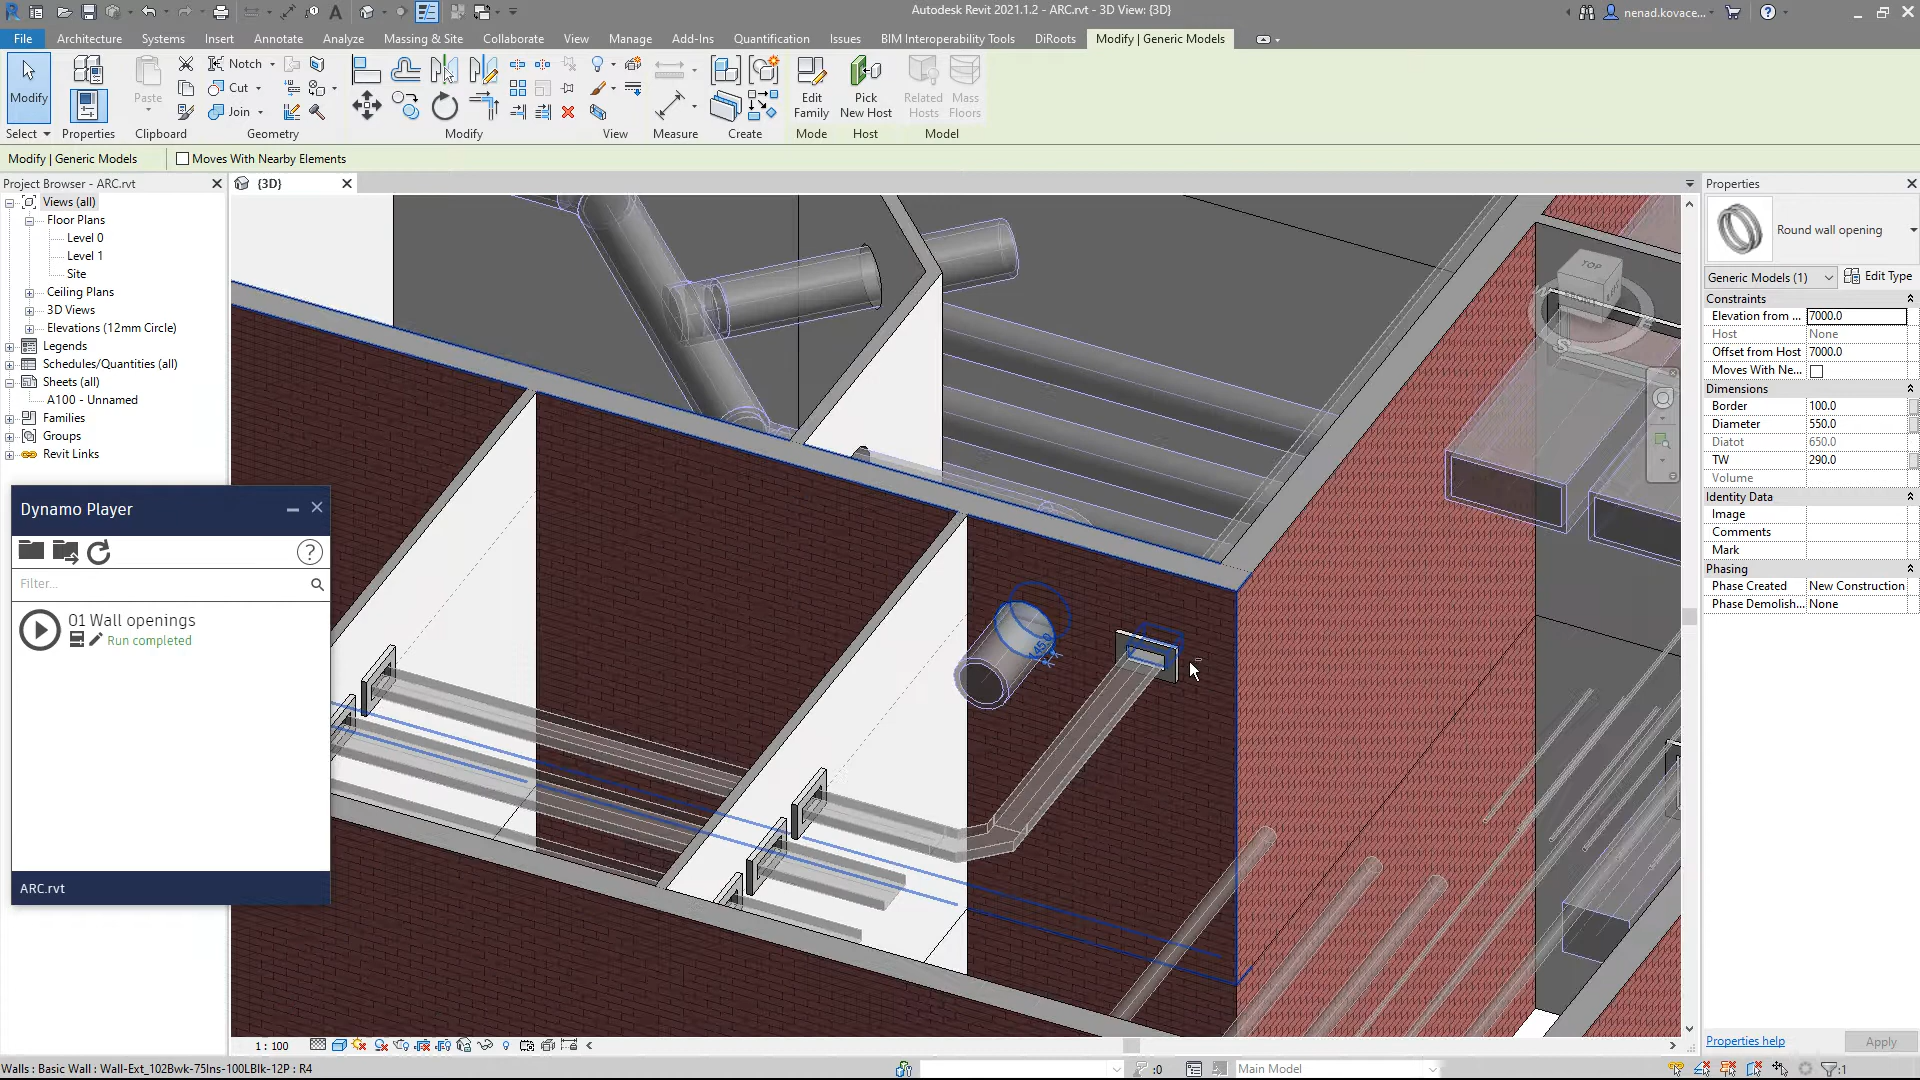 Autodesk Revit 2021.1.2 - ARC.rvt - 3D View: {3D}
nenad.kovace...
File Architecture Systems Insert Annotate Analyze Massing & Site Collaborate View Manage Add-Ins Quantification Issues BIM Interoperability Tools DiRoots Modify | Generic Models
Notch
Cut
Join
Modify
Paste
Edit Family
Pick New Host
Related Hosts
Mass Floors
Select Properties Clipboard Geometry Modify View Measure Create Mode Host Model
Modify | Generic Models Moves With Nearby Elements
Project Browser - ARC.rvt
Views (all)
Floor Plans
Level 0
Level 1
Site
Ceiling Plans
3D Views
Elevations (12mm Circle)
Legends
Schedules/Quantities (all)
Sheets (all)
A100 - Unnamed
Families
Groups
Revit Links
Dynamo Player
?
Filter...
01 Wall openings
Run completed
ARC.rvt
{3D}
TOP
S
1450
Properties
Round wall opening
Generic Models (1) Edit Type
Constraints
Elevation from ... 7000.0
Host None
Offset from Host 7000.0
Moves With Ne...
Dimensions
Border 100.0
Diameter 550.0
Diatot 650.0
TW 290.0
Volume
Identity Data
Image
Comments
Mark
Phasing
Phase Created New Construction
Phase Demolish... None
Properties help Apply
1 : 100
Walls : Basic Wall : Wall-Ext_102Bwk-75Ins-100LBlk-12P : R4
:0
Main Model
:1